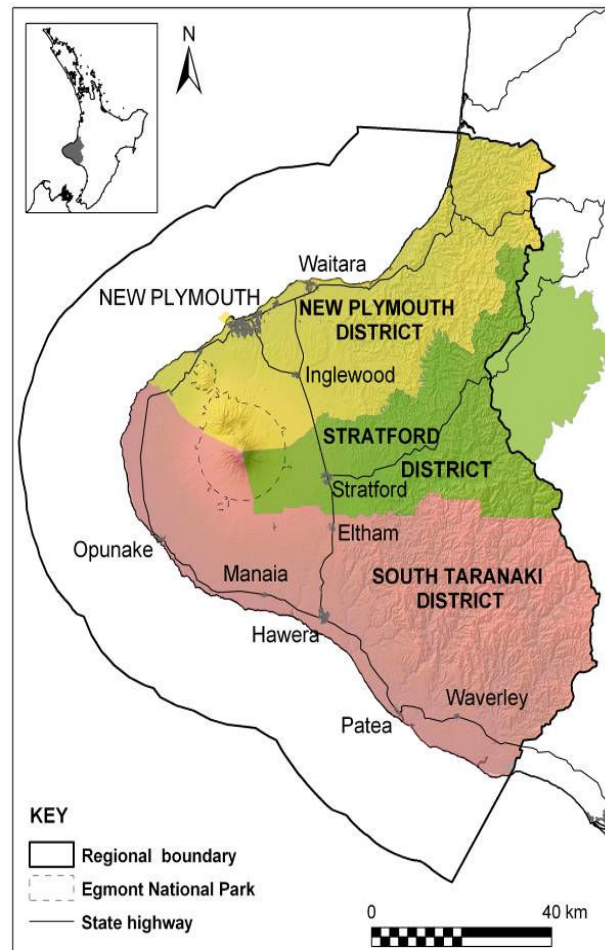 N
Waitara
NEW PLYMOUTH
NEW PLYMOUTH
DISTRICT
Inglewood
STRATFORD
DISTRICT
Stratford
Eltham
Opunake
Manaia
SOUTH TARANAKI
DISTRICT
Hawera
Waverley
Patea
KEY
Regional boundary
Egmont National Park
State highway
0 40 km